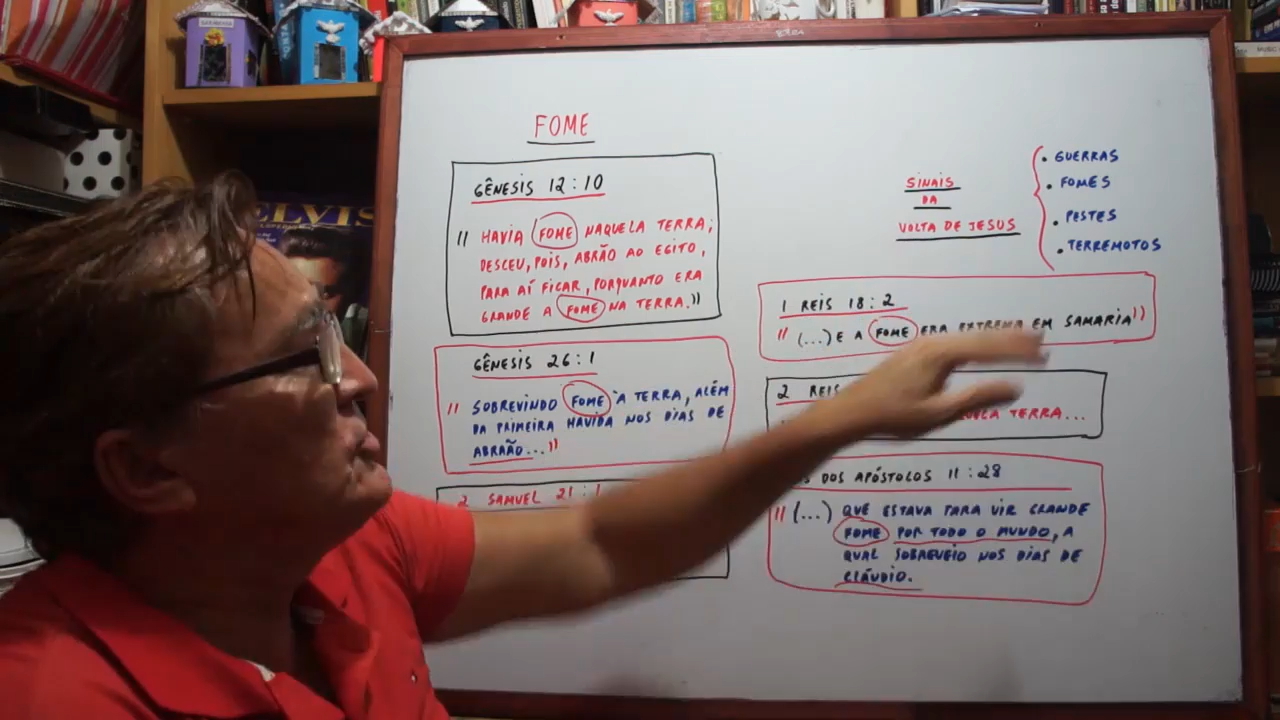 FOME
GÊNESIS 12:10
" HAVIA FOME NAQUELA TERRA;
DESCEU, POIS, ABRÃO AO EGITO,
PARA AÍ FICAR, PORQUANTO ERA
GRANDE A FOME NA TERRA."
GÊNESIS 26:1
" SOBREVINDO FOME À TERRA, ALÉM
DA PRIMEIRA HAVIDA NOS DIAS DE
ABRAÃO..."
2 SAMUEL 21:1
SINAIS
DA
VOLTA DE JESUS
• GUERRAS
• FOMES
• PESTES
• TERREMOTOS
1 REIS 18:2
" (...) E A FOME ERA EXTREMA EM SAMARIA"
2 REIS
TERRA...
DOS APÓSTOLOS 11:28
" (...) QUE ESTAVA PARA VIR GRANDE
FOME POR TODO O MUNDO, A
QUAL SOBREVEIO NOS DIAS DE
CLÁUDIO.
ELVIS